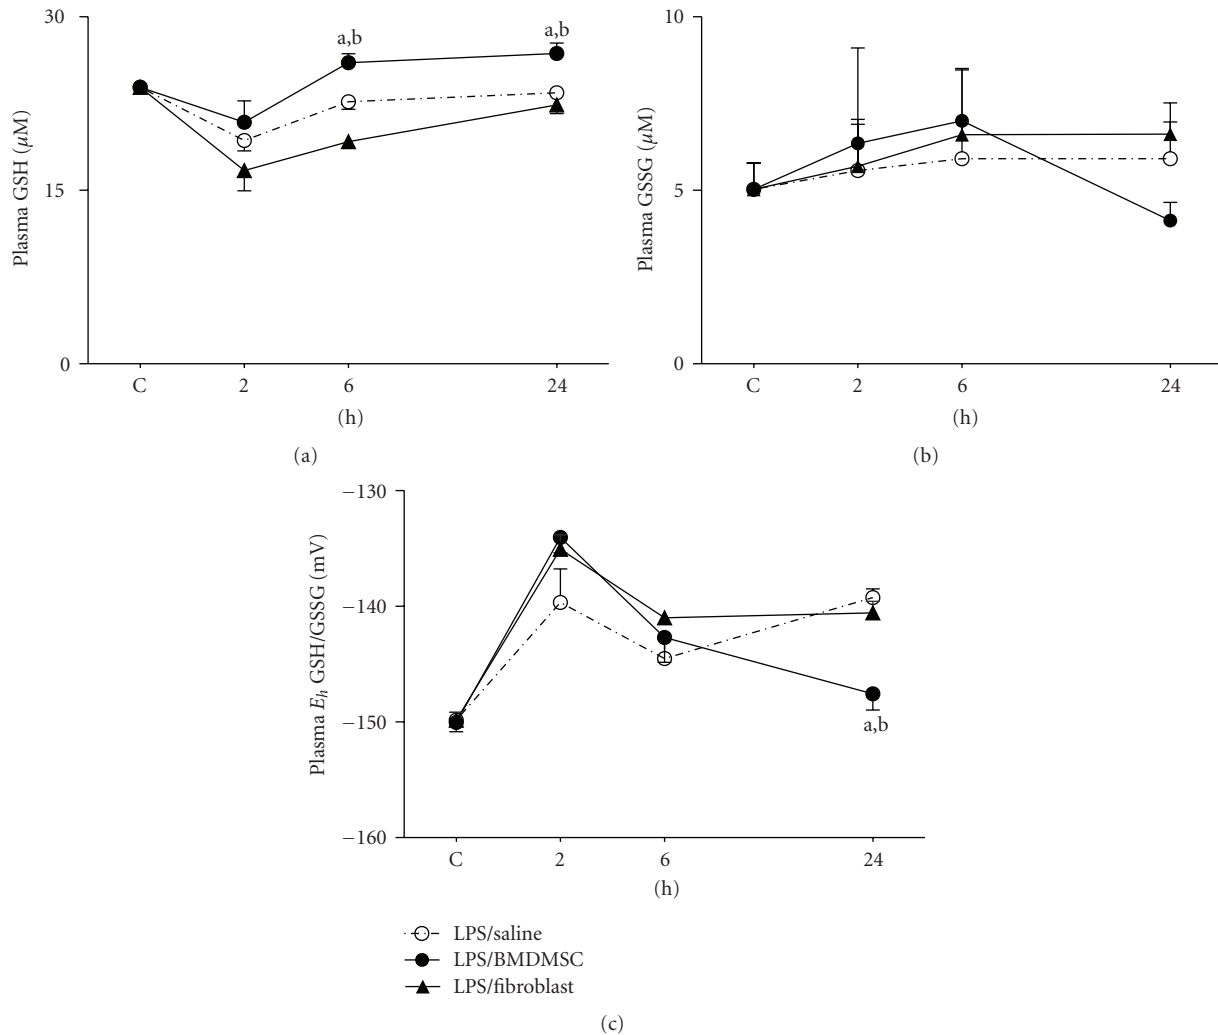 30
15
0
Plasma GSH (µM)
a,b
a,b
C 2 6 24
(h)
(a)
10
5
0
Plasma GSSG (µM)
C 2 6 24
(h)
(b)
−130
−140
−150
−160
Plasma Eh GSH/GSSG (mV)
a,b
C 2 6 24
(h)
LPS/saline
LPS/BMDMSC
LPS/fibroblast
(c)